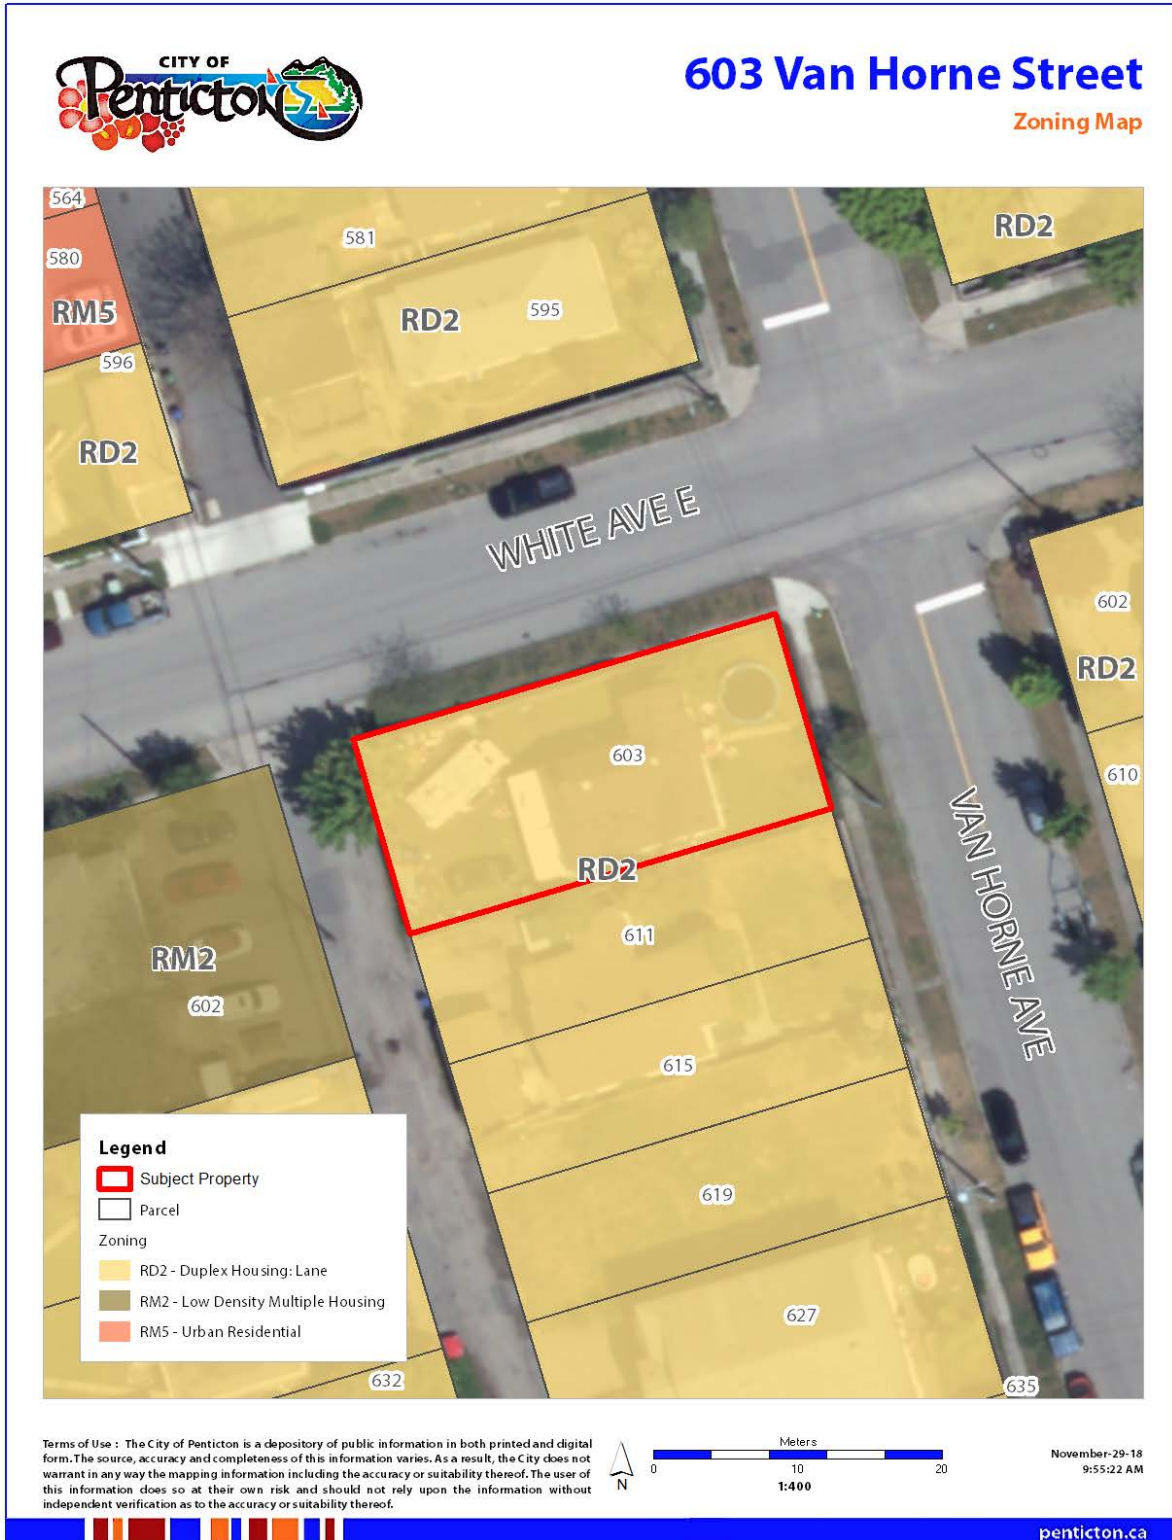 CITY OF
Penticton
603 Van Horne Street
Zoning Map
564
580
RM5
596
RD2
581
RD2
595
RD2
WHITE AVE E
602
RD2
610
603
RD2
VAN HORNE AVE
RM2
602
611
615
619
627
632
635
Legend
Subject Property
Parcel
Zoning
RD2 - Duplex Housing: Lane
RM2 - Low Density Multiple Housing
RM5 - Urban Residential
Terms of Use : The City of Penticton is a depository of public information in both printed and digital
form. The source, accuracy and completeness of this information varies. As a result, the City does not
warrant in any way the mapping information including the accuracy or suitability thereof. The user of
this information does so at their own risk and should not rely upon the information without
independent verification as to the accuracy or suitability thereof.
N
Meters
0 10 20
1:400
November-29-18
9:55:22 AM
penticton.ca